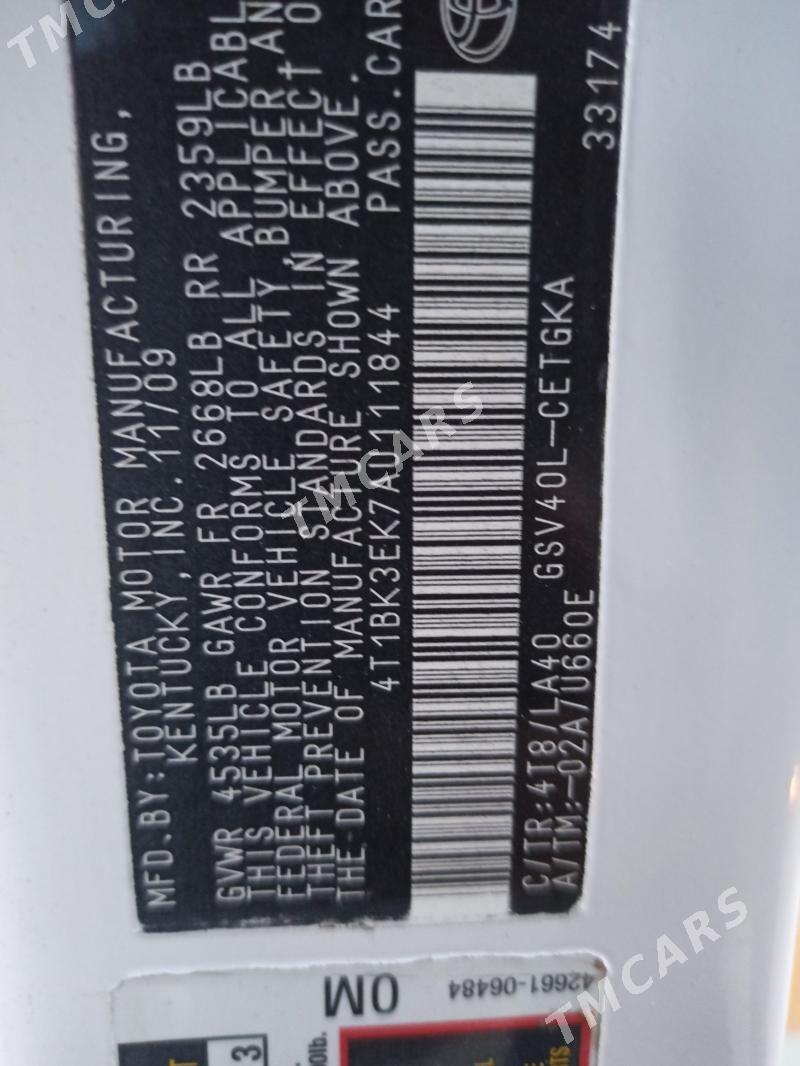 MFD.BY:TOYOTA MOTOR MANUFACTURING,
KENTUCKY,INC. 11/09
GVWR 4535LB GAWR FR 2668LB RR 2359LB
THIS VEHICLE CONFORMS TO ALL APPLICABL
FEDERAL MOTOR VEHICLE SAFETY,BUMPER,AN
THEFT PREVENTION STANDARDS IN EFFECT O
THE DATE OF MANUFACTURE SHOWN ABOVE.
4T1BK3EK7AU111844 PASS.CAR
C/TR:4T8/LA40 GSV40L-CETGKA
A/TM:-02A/U660E 33174
42661-06484
0M
3
TMCARS
TMCARS
TMCARS
TMCARS